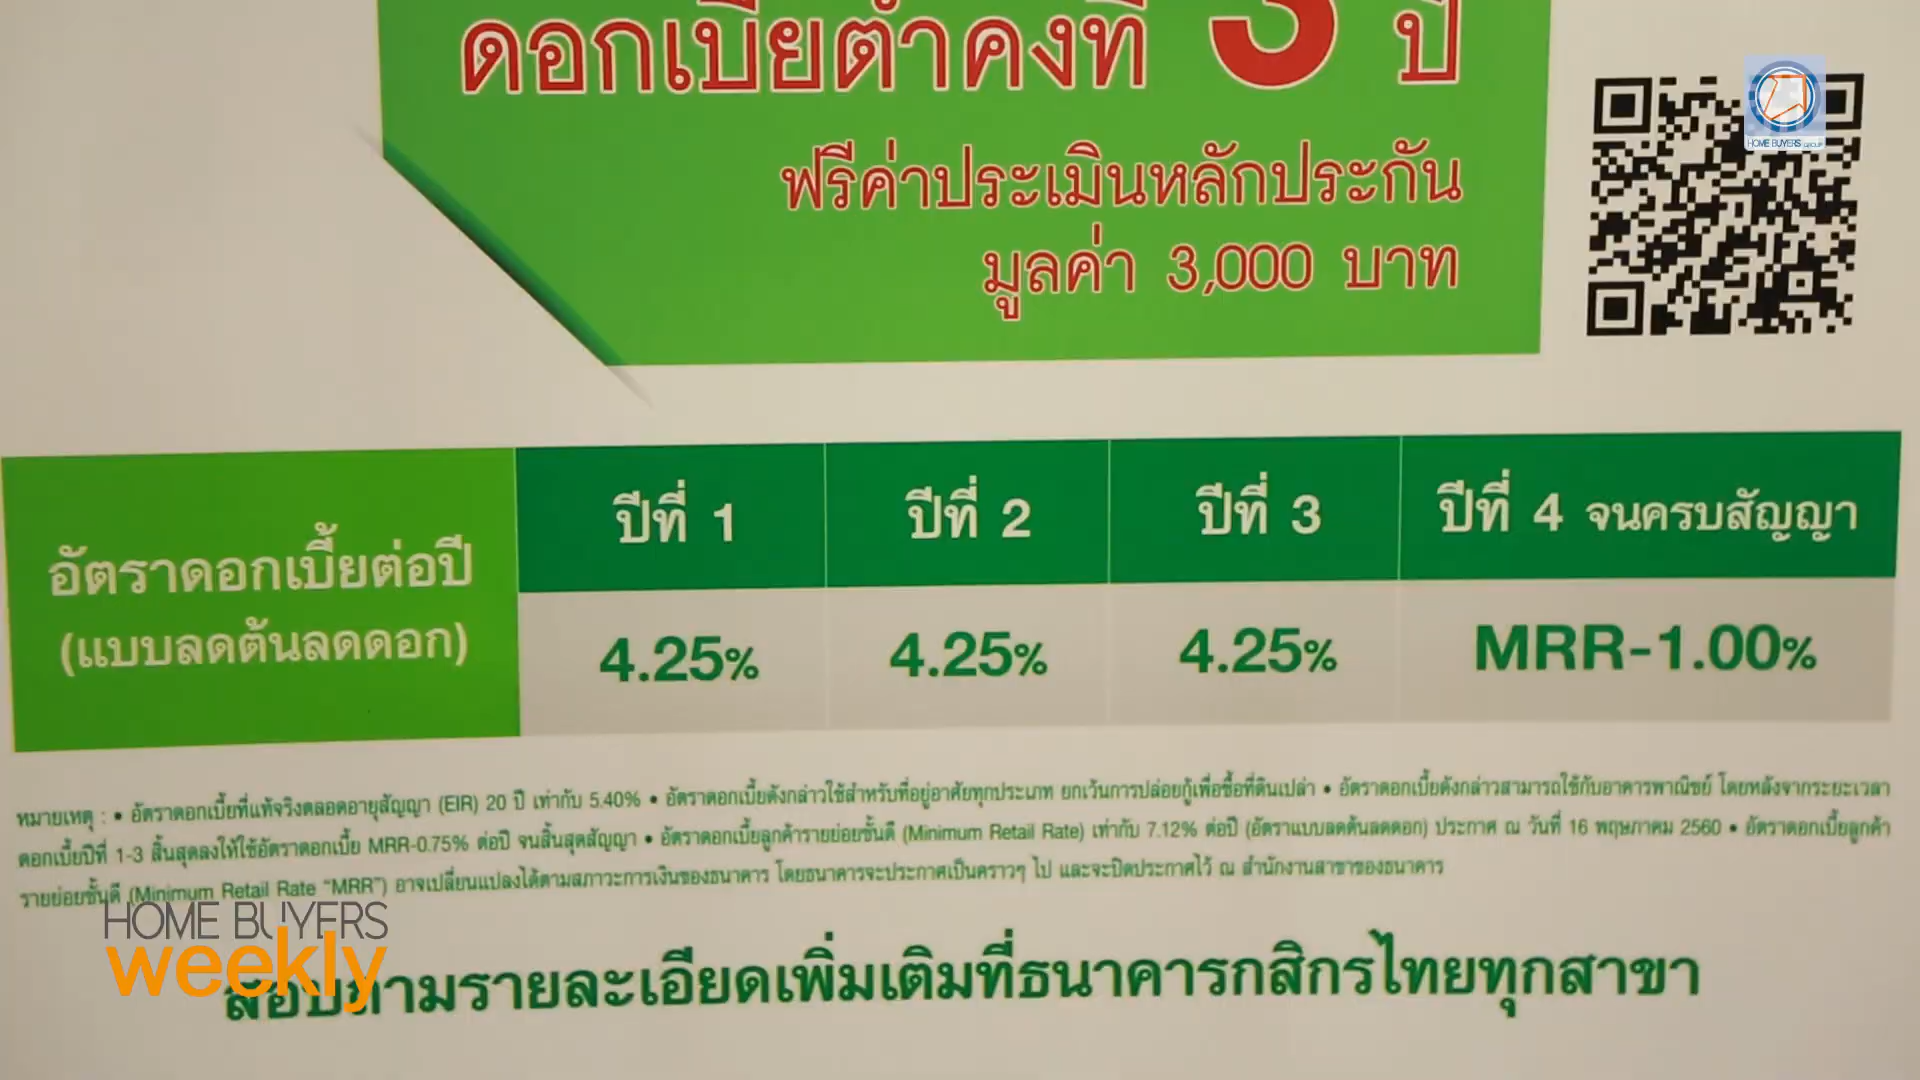 ดอกเบี้ยต่ำคงที่ 3 ปี
ฟรีค่าประเมินหลักประกัน
มูลค่า 3,000 บาท
HOME BUYERS GROUP
อัตราดอกเบี้ยต่อปี
(แบบลดต้นลดดอก)
ปีที่ 1 ปีที่ 2 ปีที่ 3 ปีที่ 4 จนครบสัญญา
4.25% 4.25% 4.25% MRR-1.00%
หมายเหตุ : • อัตราดอกเบี้ยที่แท้จริงตลอดอายุสัญญา (EIR) 20 ปี เท่ากับ 5.40% • อัตราดอกเบี้ยดังกล่าวใช้สำหรับที่อยู่อาศัยทุกประเภท ยกเว้นการปล่อยกู้เพื่อซื้อที่ดินเปล่า • อัตราดอกเบี้ยดังกล่าวสามารถใช้กับอาคารพาณิชย์ โดยหลังจากระยะเวลา
ดอกเบี้ยปีที่ 1-3 สิ้นสุดลงให้ใช้อัตราดอกเบี้ย MRR-0.75% ต่อปี จนสิ้นสุดสัญญา • อัตราดอกเบี้ยลูกค้ารายย่อยชั้นดี (Minimum Retail Rate) เท่ากับ 7.12% ต่อปี (อัตราแบบลดต้นลดดอก) ประกาศ ณ วันที่ 16 พฤษภาคม 2560 • อัตราดอกเบี้ยลูกค้า
รายย่อยชั้นดี (Minimum Retail Rate "MRR") อาจเปลี่ยนแปลงได้ตามสภาวะการเงินของธนาคาร โดยธนาคารจะประกาศเป็นคราวๆ ไป และจะปิดประกาศไว้ ณ สำนักงานสาขาของธนาคาร
HOME BUYERS
weekly
สอบถามรายละเอียดเพิ่มเติมที่ธนาคารกสิกรไทยทุกสาขา